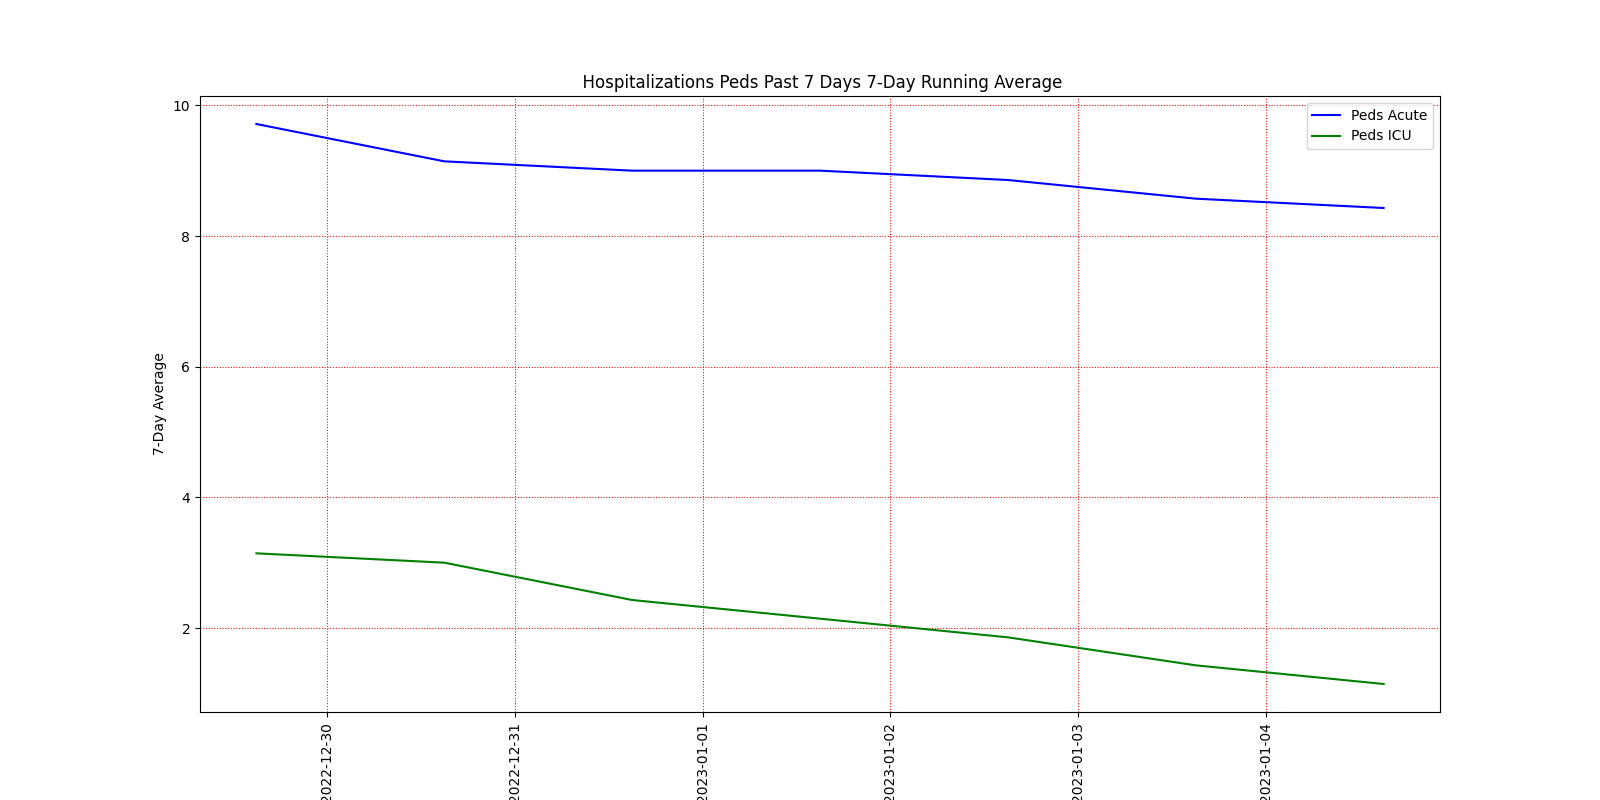 Hospitalizations Peds Past 7 Days 7-Day Running Average
Peds Acute
Peds ICU
7-Day Average
10
8
6
4
2
2022-12-30
2022-12-31
2023-01-01
2023-01-02
2023-01-03
2023-01-04